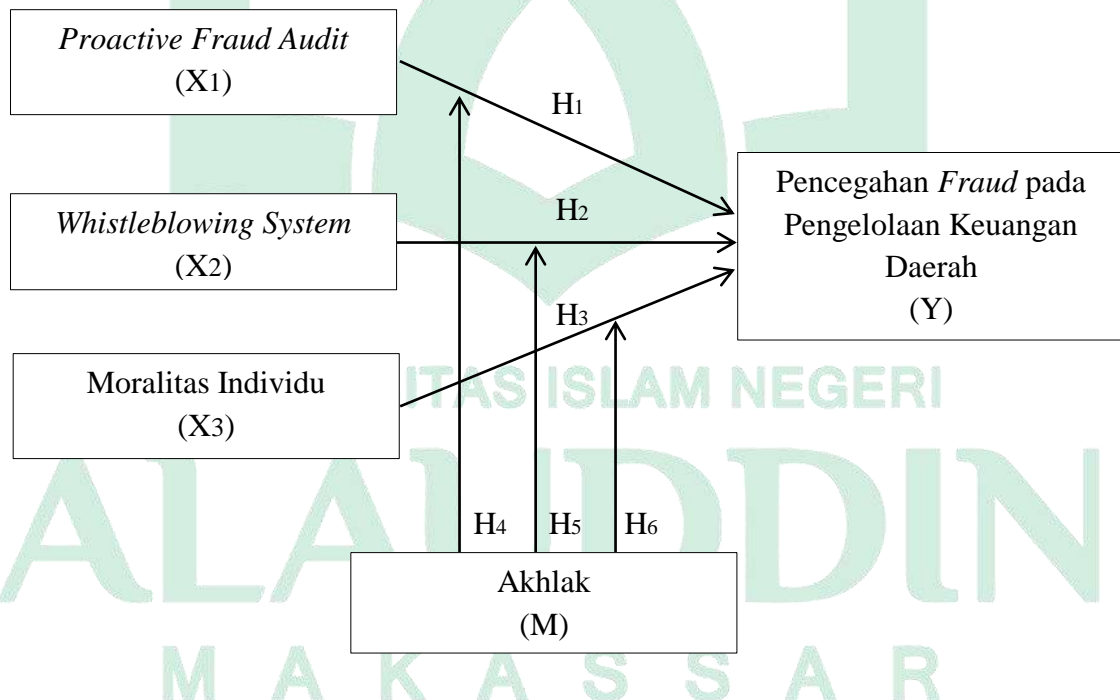 Proactive Fraud Audit
(X1)
H1
Pencegahan Fraud pada
Pengelolaan Keuangan
Daerah
(Y)
Whistleblowing System
(X2)
H2
H3
Moralitas Individu
(X3)
ITAS ISLAM NEGERI
ALAUDDIN
H4
H5
H6
Akhlak
(M)
MAKASSAR